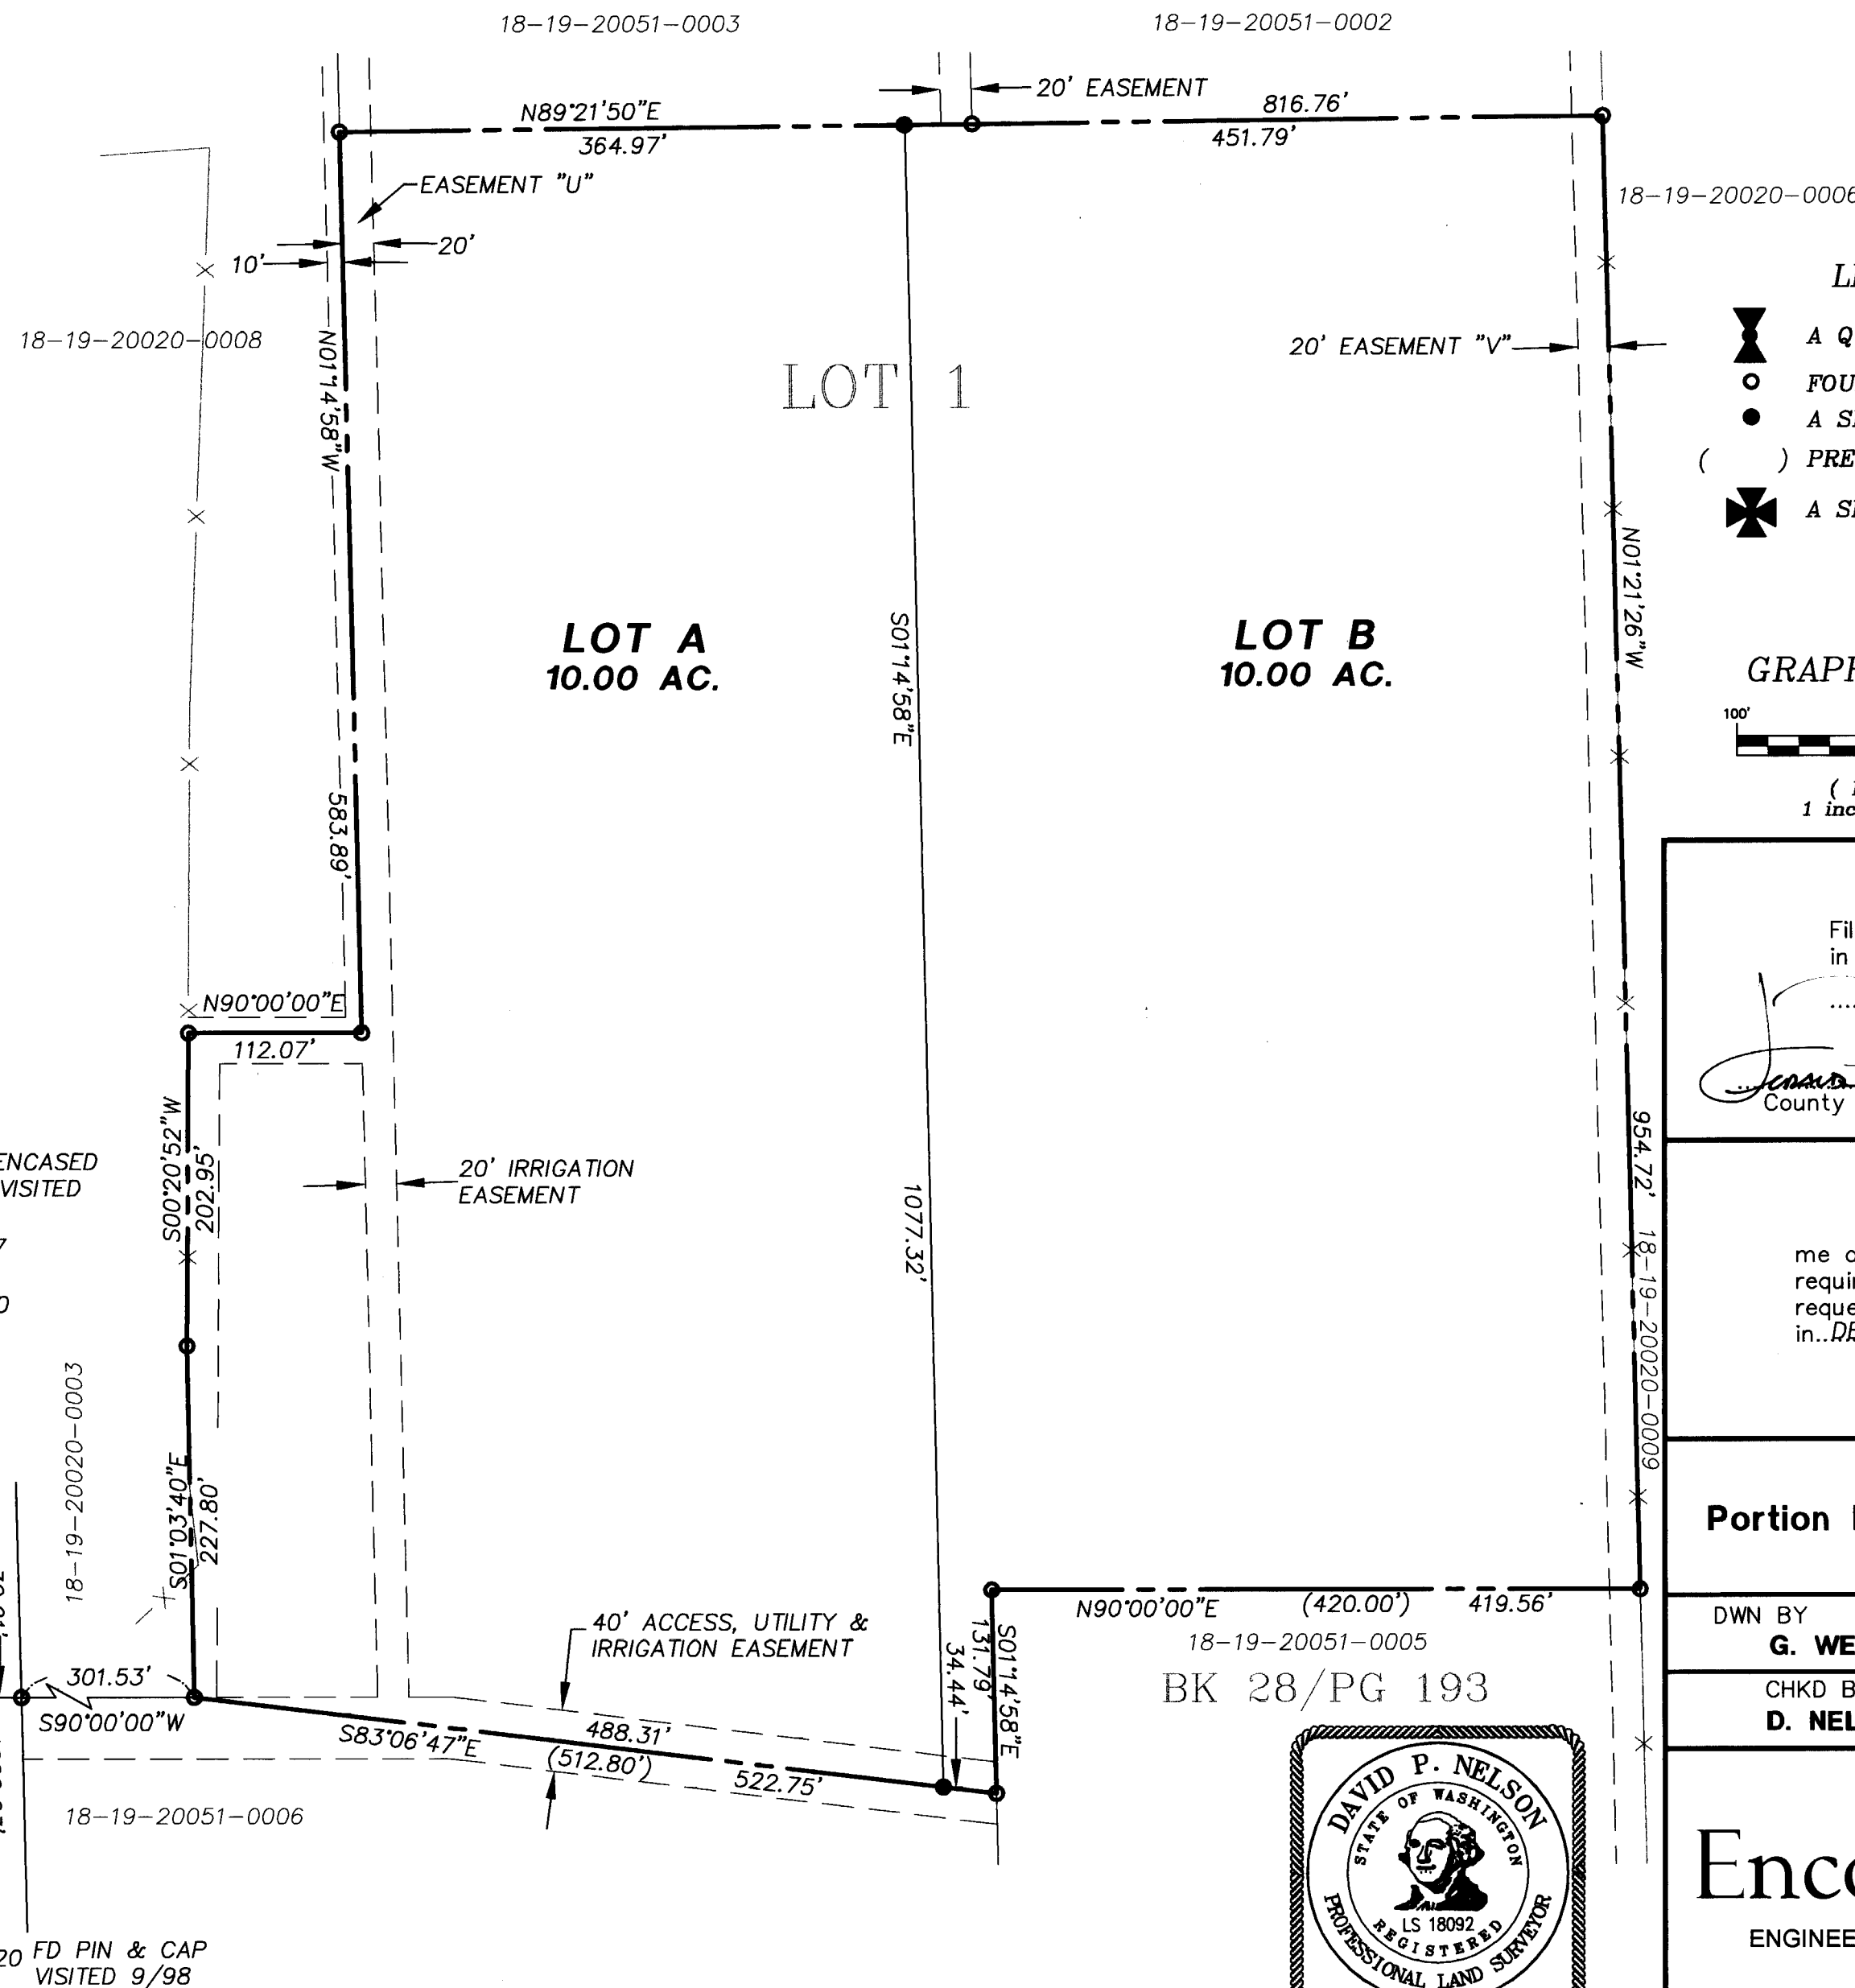 18-19-20051-0003
18-19-20051-0002
20' EASEMENT
N89°21'50"E
364.97'
816.76'
451.79'
EASEMENT "U"
18-19-20020-0006
10'
20'
18-19-20020-0008
20' EASEMENT "V"
N01°14'58"W
LOT 1
A Q
( )
100'
1 inc
N01°21'26"W
S01°14'58"E
LOT A
10.00 AC.
LOT B
10.00 AC.
583.89'
in
County
N90°00'00"E
112.07'
S00°20'52"W
202.95'
ENCASED
VISITED
20' IRRIGATION
EASEMENT
1077.32'
954.72'
18-19-20020-0009
me
18-19-20020-0003
S01°03'40"E
227.80'
Portion
40' ACCESS, UTILITY &
IRRIGATION EASEMENT
N90°00'00"E
(420.00')
419.56'
18-19-20051-0005
BK 28/PG 193
S01°14'58"E
131.79'
34.44'
DWN BY
G. WE
CHKD B
D. NEL
301.53'
S90°00'00"W
S83°06'47"E
488.31'
(512.80')
522.75'
18-19-20051-0006
DAVID P. NELSON
STATE OF WASHINGTON
LS 18092
REGISTERED
PROFESSIONAL LAND SURVEYOR
Enco
ENGINEE
FD PIN & CAP
VISITED 9/98